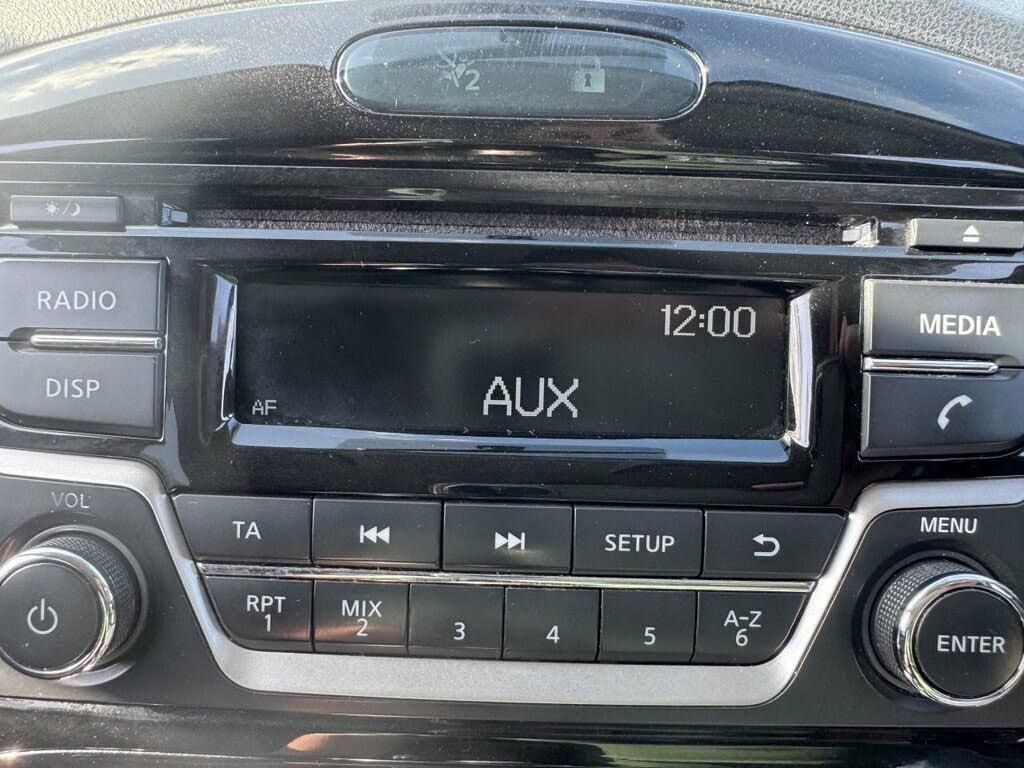 2
RADIO
MEDIA
12:00
DISP
AUX
AF
VOL
MENU
TA
SETUP
RPT
1
MIX
2
3
4
5
A-Z
6
ENTER